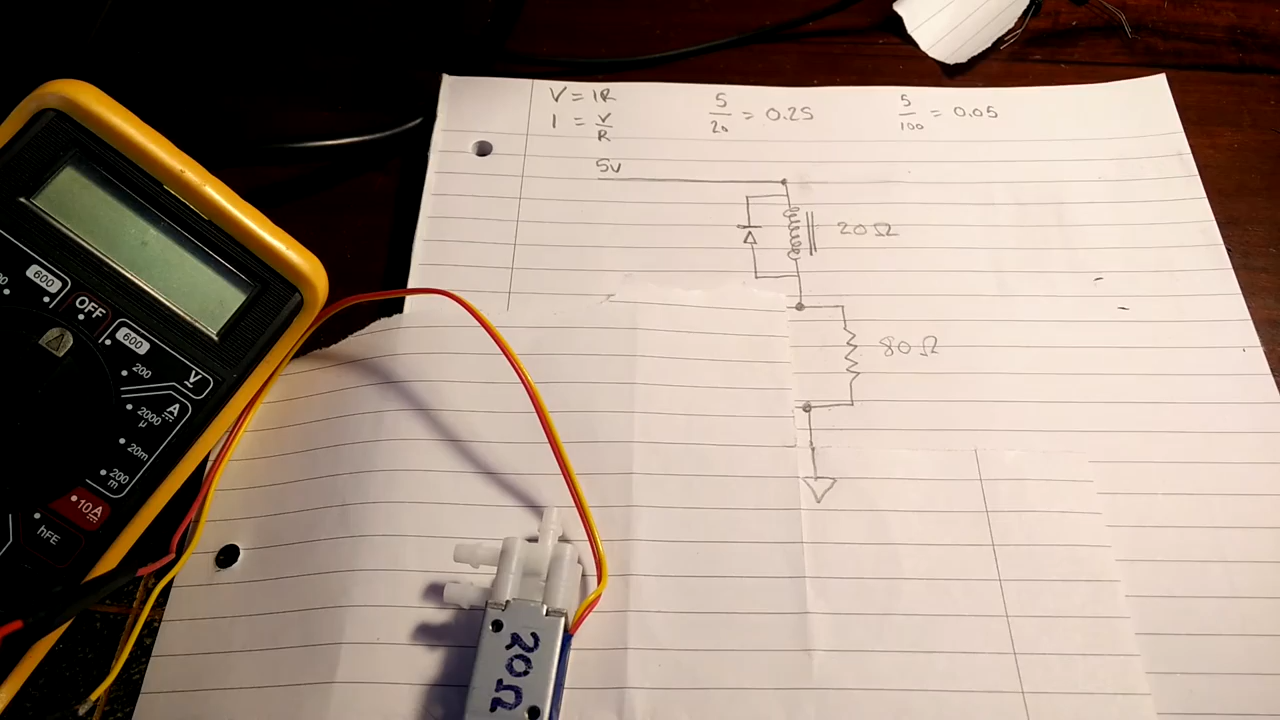 V = IR
I = V/R
5/20 = 0.25
5/100 = 0.05
5V
20Ω
80Ω
20Ω
600
OFF
600
200
V
A
2000
μ
20m
200
m
10A
hFE